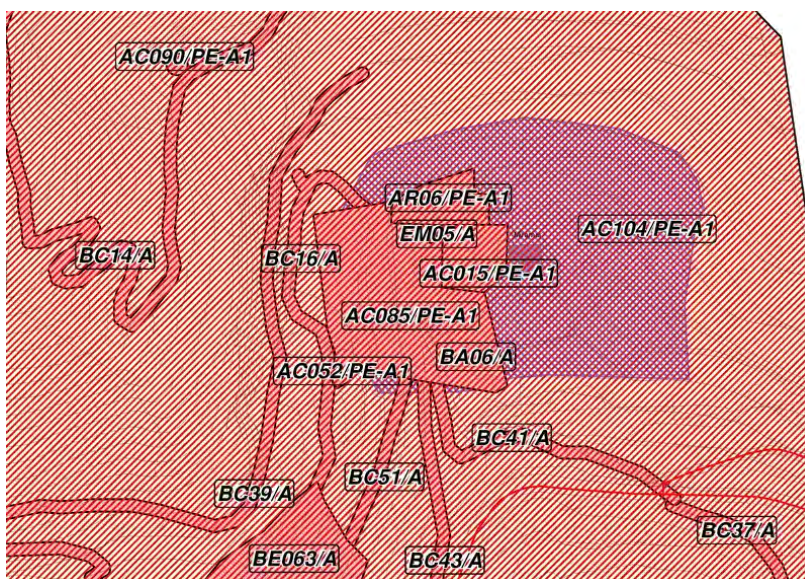 AC090/PE-A1
AR06/PE-A1
AC104/PE-A1
EM05/A
BC14/A
BC16/A
AC015/PE-A1
AC085/PE-A1
BA06/A
AC052/PE-A1
BC41/A
BC51/A
BC39/A
BC37/A
BE063/A
BC43/A